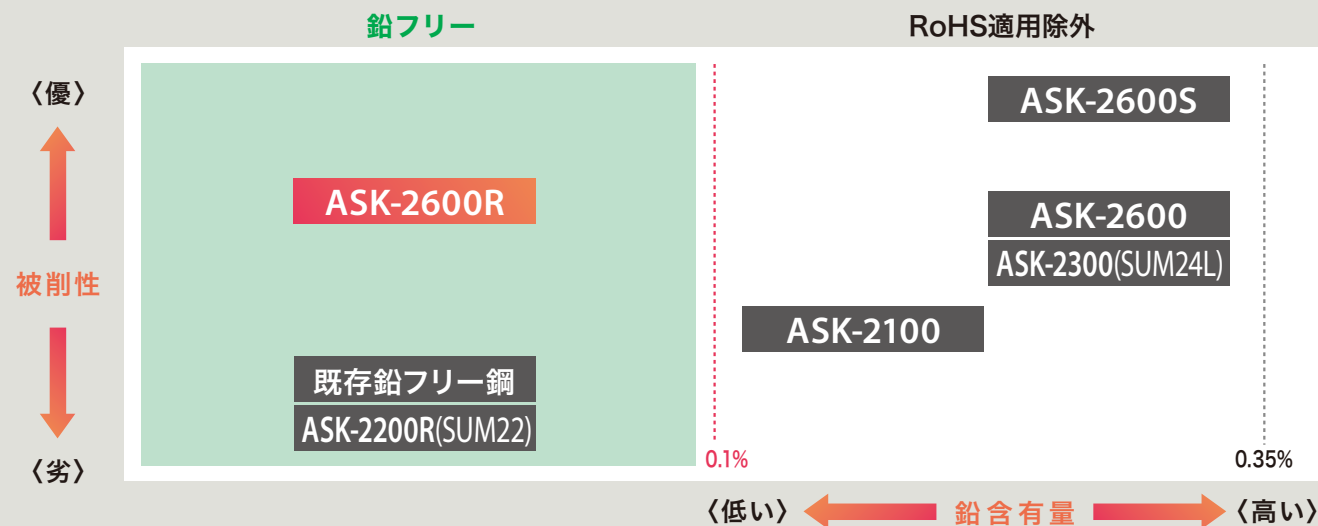 鉛フリー
RoHS適用除外
〈優〉
被削性
〈劣〉
ASK-2600R
既存鉛フリー鋼
ASK-2200R(SUM22)
ASK-2600S
ASK-2600
ASK-2300(SUM24L)
ASK-2100
0.1%
0.35%
〈低い〉
鉛含有量
〈高い〉